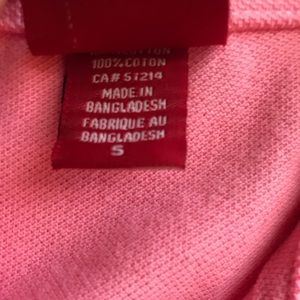 100% COTON
CA# 57214
MADE IN
BANGLADESH
FABRIQUE AU
BANGLADESH
S